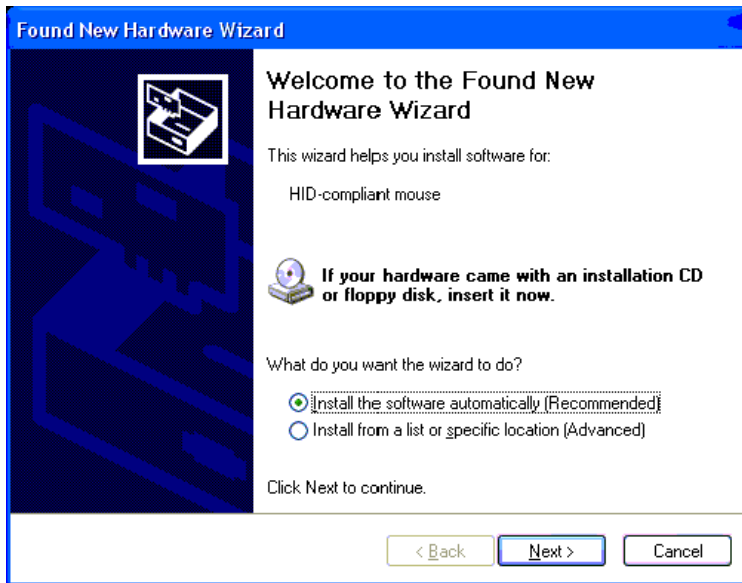 Found New Hardware Wizard
Welcome to the Found New
Hardware Wizard
This wizard helps you install software for:
HID-compliant mouse
If your hardware came with an installation CD
or floppy disk, insert it now.
What do you want the wizard to do?
Install the software automatically (Recommended)
Install from a list or specific location (Advanced)
Click Next to continue.
< Back
Next >
Cancel